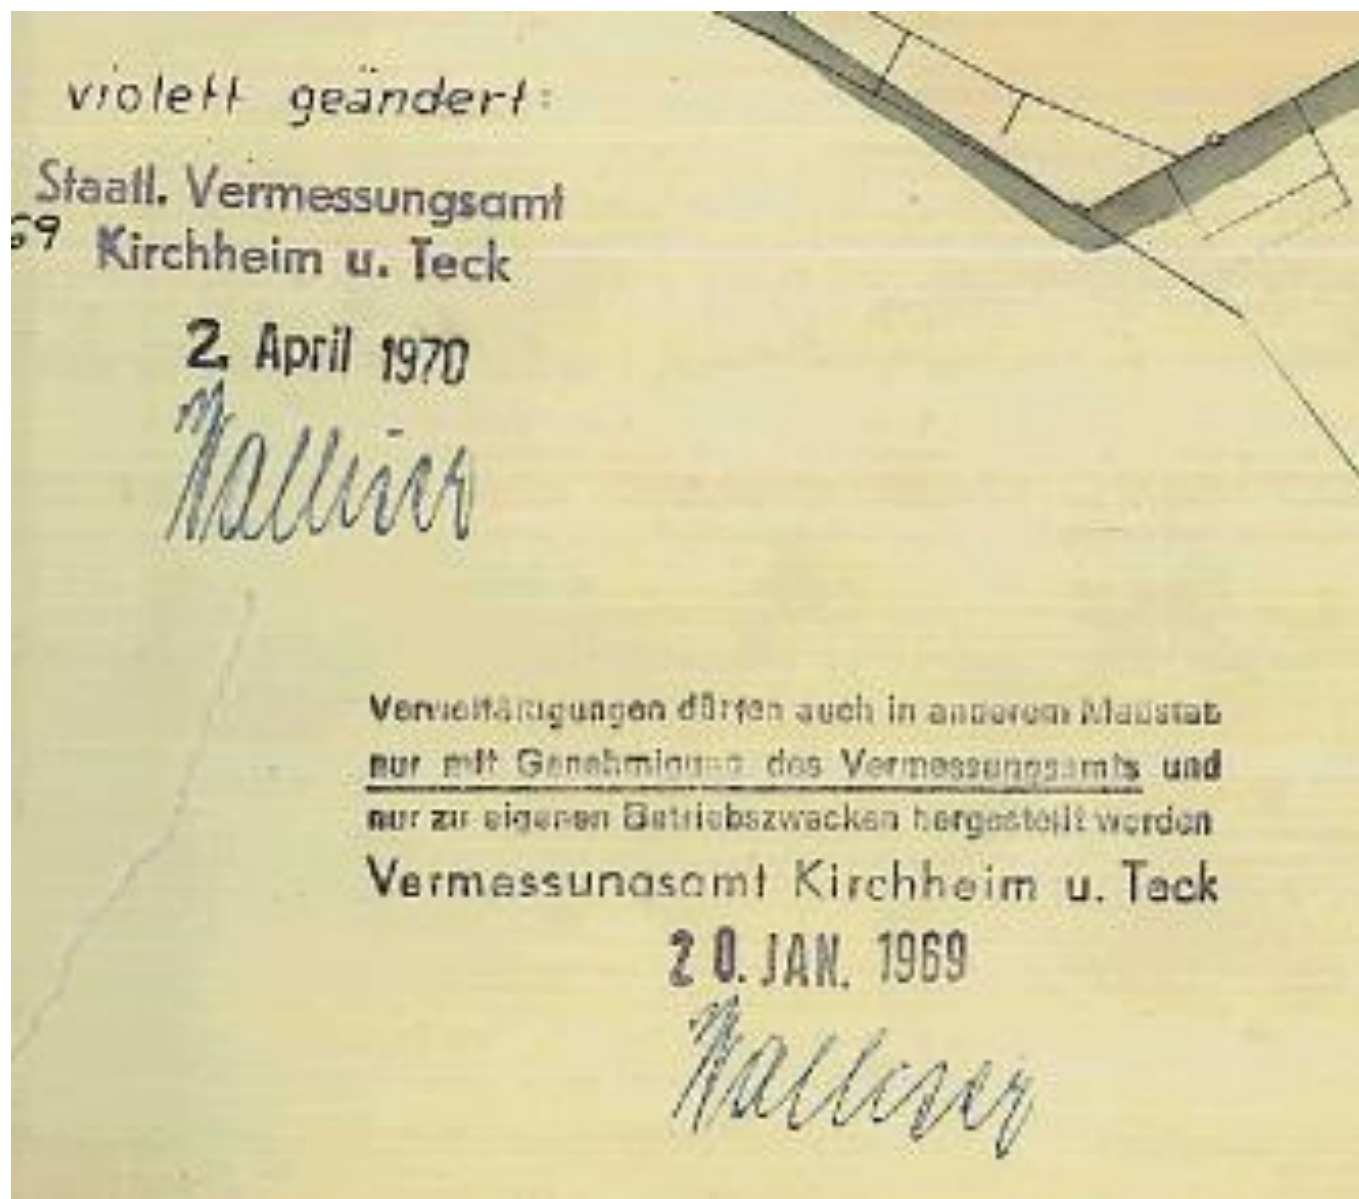 violett geändert:
Staatl. Vermessungsamt
69 Kirchheim u. Teck
2. April 1970
Vervielfältigungen dürfen auch in anderem Maßstab
nur mit Genehmigung des Vermessungsamts und
nur zu eigenen Betriebszwecken hergestellt werden
Vermessungsamt Kirchheim u. Teck
20. JAN. 1969